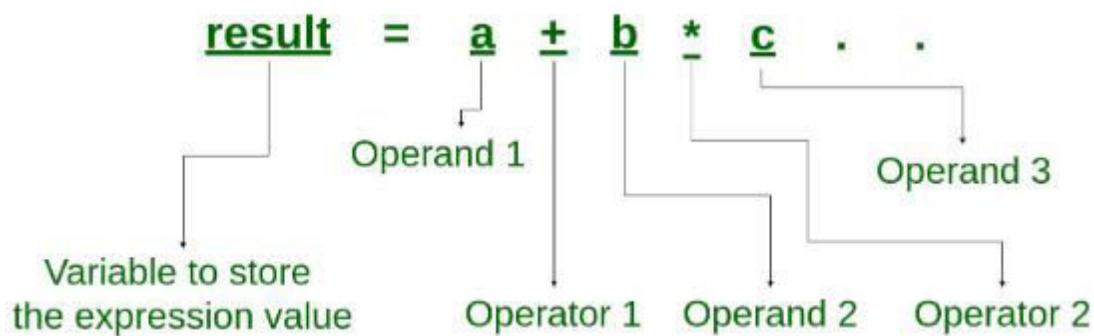 result = a + b * c . .
Operand 1
Operand 3
Variable to store
the expression value
Operator 1
Operand 2
Operator 2